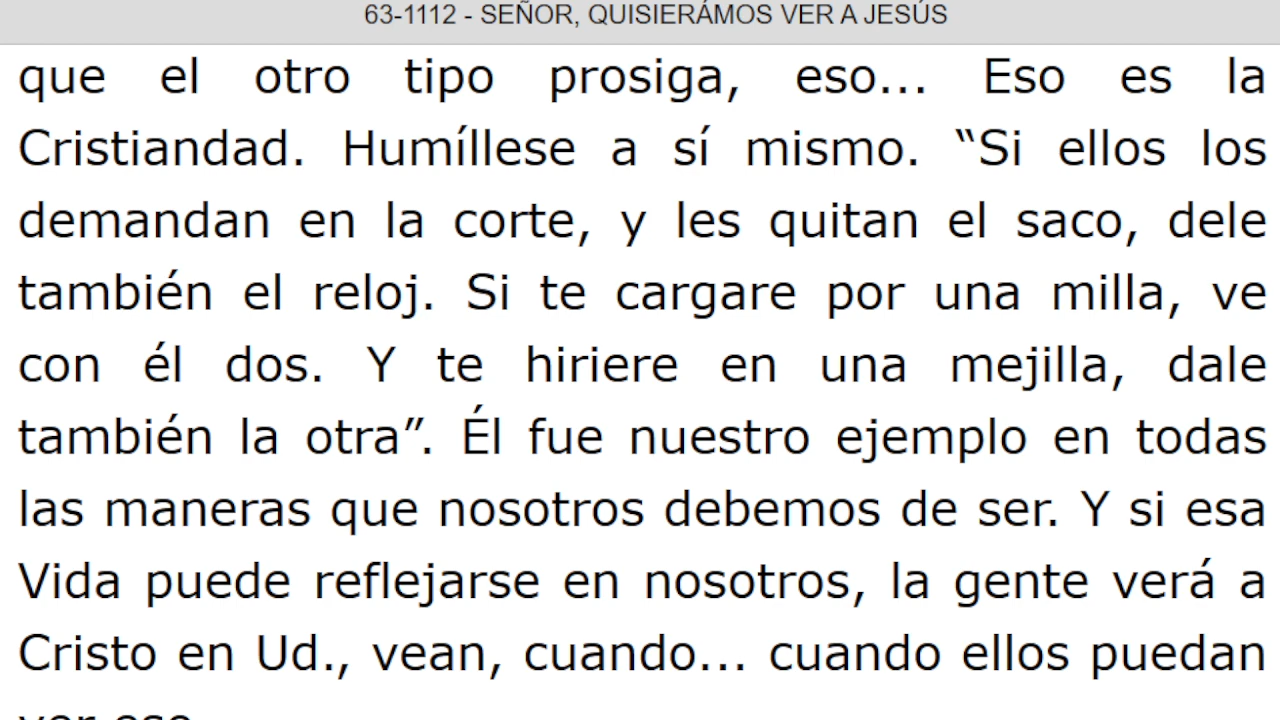 63-1112 - SEÑOR, QUISIERÁMOS VER A JESÚS
que el otro tipo prosiga, eso... Eso es la
Cristiandad. Humíllese a sí mismo. “Si ellos los
demandan en la corte, y les quitan el saco, dele
también el reloj. Si te cargare por una milla, ve
con él dos. Y te hiriere en una mejilla, dale
también la otra”. Él fue nuestro ejemplo en todas
las maneras que nosotros debemos de ser. Y si esa
Vida puede reflejarse en nosotros, la gente verá a
Cristo en Ud., vean, cuando... cuando ellos puedan
ver eso